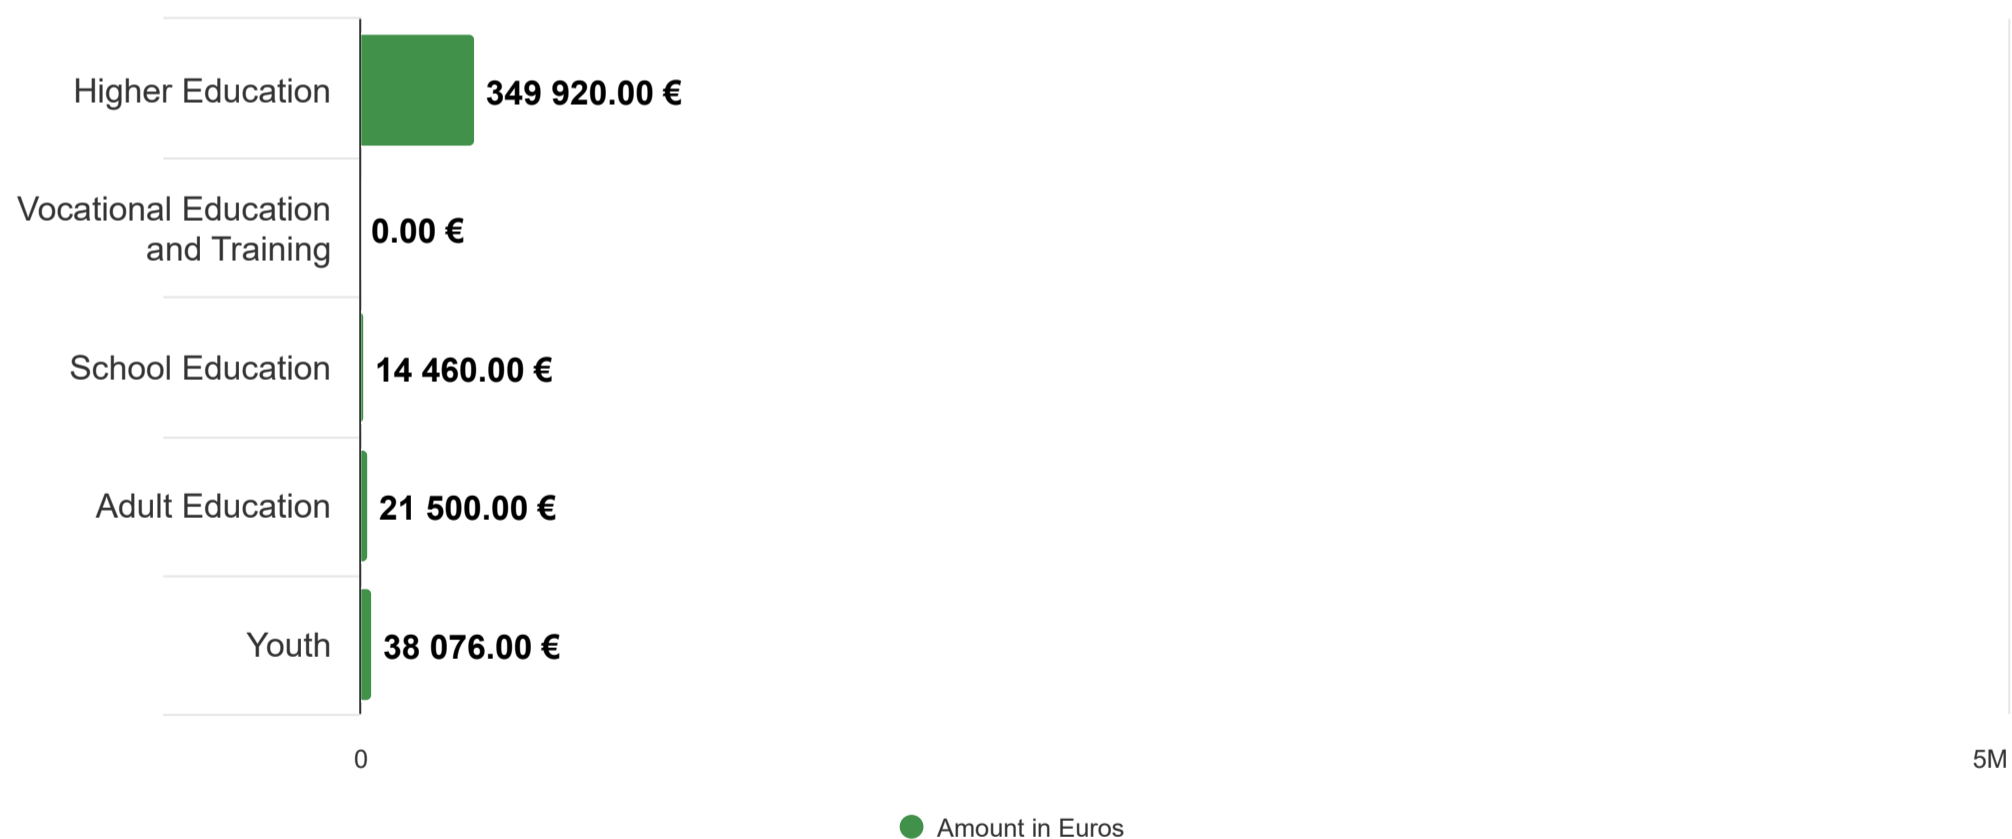 Higher Education
349 920.00 €
Vocational Education
and Training
0.00 €
School Education
14 460.00 €
Adult Education
21 500.00 €
Youth
38 076.00 €
0
5M
Amount in Euros